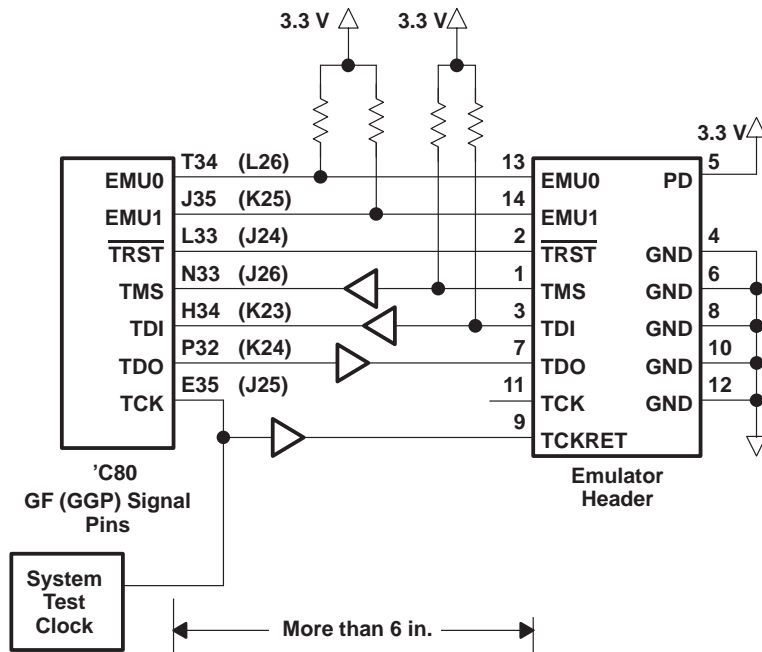 3.3 V 3.3 V
3.3 V
T34 (L26) 13 5
EMU0 EMU0 PD
J35 (K25) 14
EMU1 EMU1
L33 (J24) 2 4
TRST TRST GND
N33 (J26) 1 6
TMS TMS GND
H34 (K23) 3 8
TDI TDI GND
P32 (K24) 7 10
TDO TDO GND
E35 (J25) 11 12
TCK TCK GND
9
TCKRET
’C80
GF (GGP) Signal
Pins
Emulator
Header
System
Test
Clock
More than 6 in.